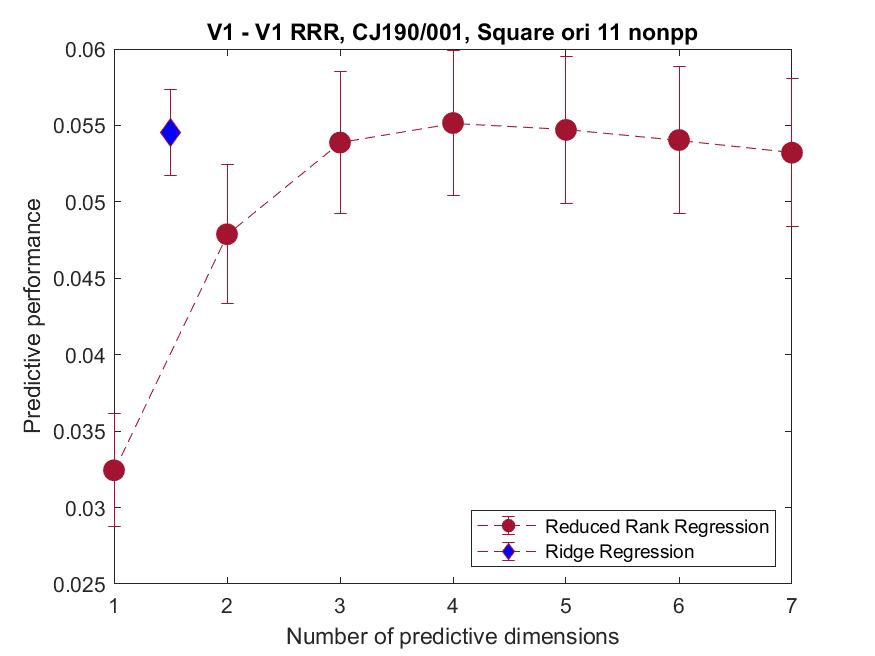 V1 - V1 RRR, CJ190/001, Square ori 11 nonpp
0.06
0.055
0.05
0.045
0.04
0.035
0.03
0.025
Predictive performance
1 2 3 4 5 6 7
Number of predictive dimensions
Reduced Rank Regression
Ridge Regression